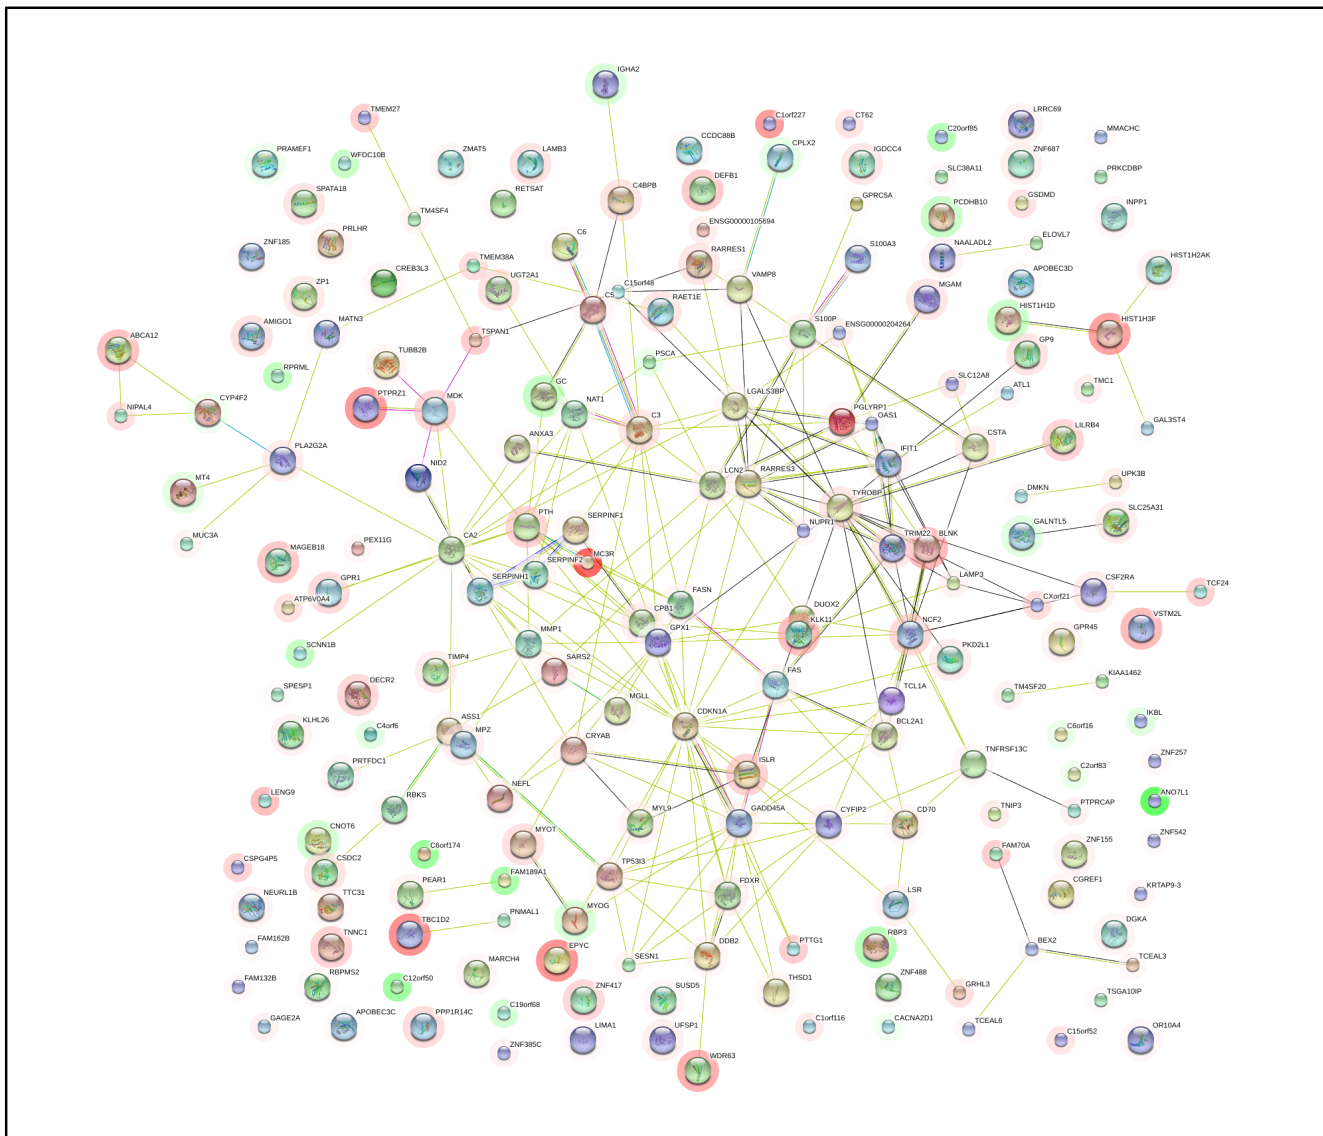 IGHA2
TMEM27
C1orf227
CT62
C20orf85
LRRC69
MMACHC
PRAMEF1
WFDC10B
ZMAT5
LAMB3
CCDC88B
CPLX2
IGDCC4
ZNF687
SPATA18
RETSAT
C4BPB
DEFB1
SLC38A11
PRKCDBP
GPRC5A
GSDMD
PCDHB10
INPP1
TM4SF4
ENSG00000105694
ZNF185
PRLHR
C6
RARRES1
S100A3
NAALADL2
ELOVL7
HIST1H2AK
CREB3L3
TMEM38A
UGT2A1
C15orf48
VAMP8
APOBEC3D
ZP1
C5
RAET1E
MGAM
HIST1H1D
HIST1H3F
AMIGO1
MATN3
S100P
ENSG00000204264
ABCA12
TSPAN1
GP9
TUBB2B
PSCA
RPRML
SLC12A8
ATL1
TMC1
NIPAL4
CYP4F2
PTPRZ1
MDK
GC
NAT1
LGALS3BP
PGLYRP1
OAS1
GAL3ST4
C3
ANXA3
CSTA
LILRB4
PLA2G2A
IFIT1
NID2
LCN2
RARRES3
UPK3B
DMKN
MT4
TYROBP
SLC25A31
MUC3A
PTH
SERPINF1
NUPR1
GALNTL5
MAGEB18
PEX11G
CA2
TRIM22
BLNK
GPR1
SERPINF2
MC3R
SERPINH1
LAMP3
CSF2RA
TCF24
ATP6V0A4
FASN
CXorf21
CPB1
DUOX2
VSTM2L
SCNN1B
MMP1
GPX1
KLK11
NCF2
GPR45
TIMP4
SARS2
PKD2L1
DECR2
FAS
TM4SF20
KIAA1462
SPESP1
MGLL
TCL1A
KLHL26
C4orf6
ASS1
CDKN1A
C6orf16
IKBL
MPZ
CRYAB
BCL2A1
PRTFDC1
ISLR
TNFRSF13C
C2orf83
ZNF257
LENG9
RBKS
NEFL
ANO7L1
MYL9
GADD45A
CYFIP2
CD70
PTPRCAP
TNIP3
CNOT6
MYOT
ZNF155
ZNF542
CSPG4P5
CSDC2
C6orf174
FAM70A
TP53I3
NEURL1B
TTC31
PEAR1
FAM189A1
FDXR
LSR
CGREF1
KRTAP9-3
TNNC1
TBC1D2
PNMAL1
MYOG
DGKA
FAM162B
EPYC
DDB2
PTTG1
RBP3
BEX2
TCEAL3
SESN1
FAM132B
RBPMS2
C12orf50
MARCH4
ZNF417
SUSD5
THSD1
ZNF488
GRHL3
TSGA10IP
GAGE2A
APOBEC3C
PPP1R14C
C19orf68
LIMA1
UFSP1
C1orf116
CACNA2D1
TCEAL6
C15orf52
OR10A4
ZNF385C
WDR63